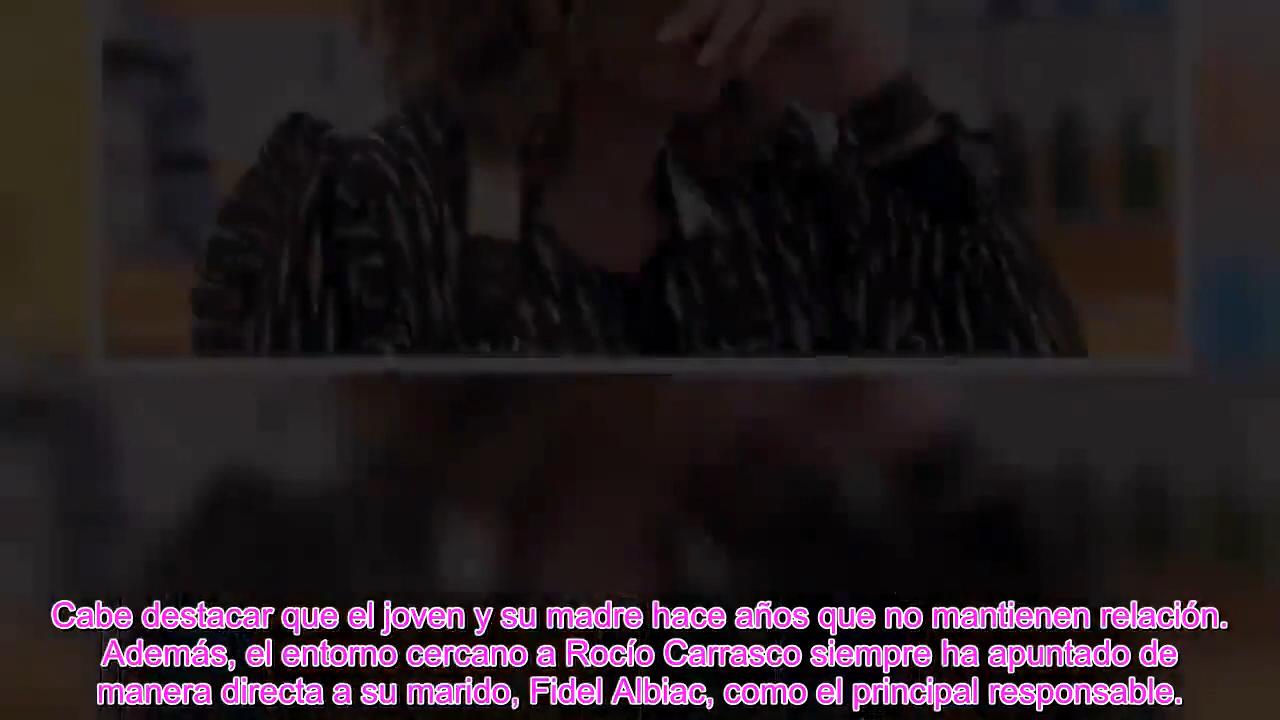 Cabe destacar que el joven y su madre hace años que no mantienen relación.
Además, el entorno cercano a Rocío Carrasco siempre ha apuntado de
manera directa a su marido, Fidel Albiac, como el principal responsable.